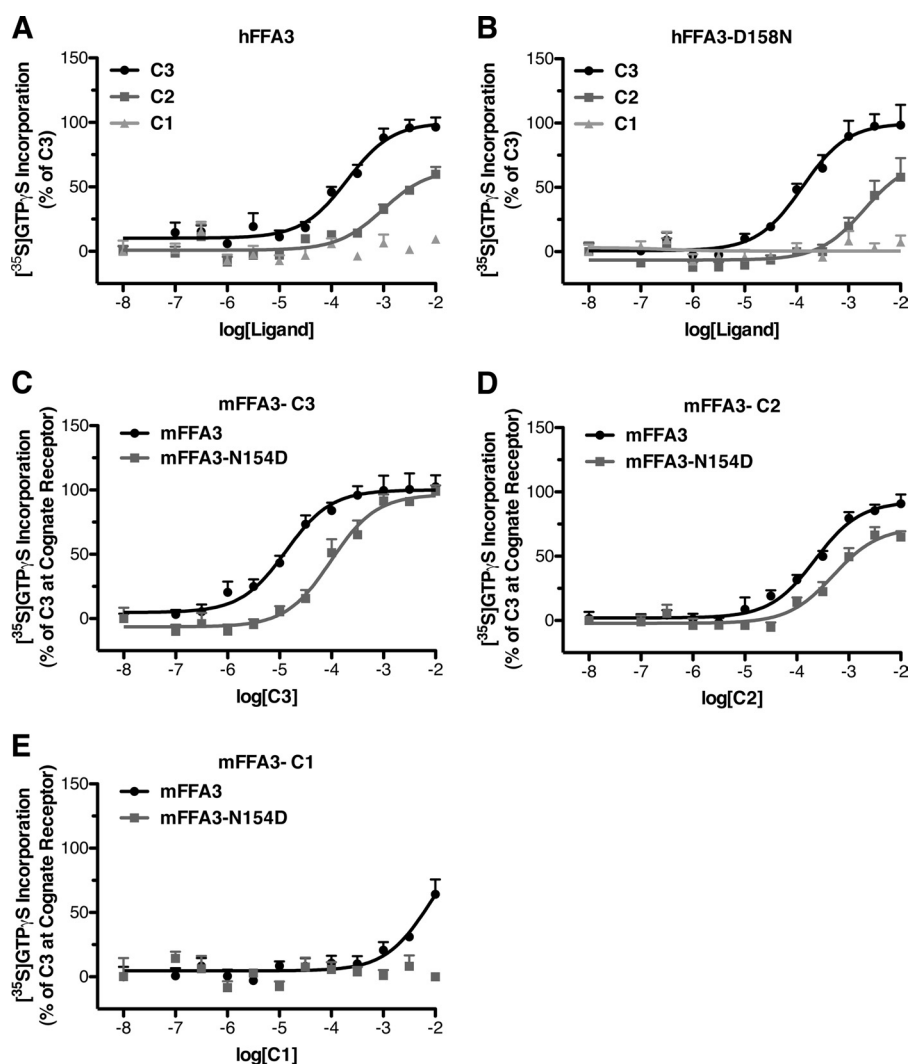 A
hFFA3
C3
C2
C1
150
100
50
0
[³⁵S]GTPγS Incorporation
(% of C3)
-8 -7 -6 -5 -4 -3 -2
log[Ligand]
B
hFFA3-D158N
C3
C2
C1
150
100
50
0
[³⁵S]GTPγS Incorporation
(% of C3)
-8 -7 -6 -5 -4 -3 -2
log[Ligand]
C
mFFA3- C3
mFFA3
mFFA3-N154D
150
100
50
0
[³⁵S]GTPγS Incorporation
(% of C3 at Cognate Receptor)
-8 -7 -6 -5 -4 -3 -2
log[C3]
D
mFFA3- C2
mFFA3
mFFA3-N154D
150
100
50
0
[³⁵S]GTPγS Incorporation
(% of C3 at Cognate Receptor)
-8 -7 -6 -5 -4 -3 -2
log[C2]
E
mFFA3- C1
mFFA3
mFFA3-N154D
150
100
50
0
[³⁵S]GTPγS Incorporation
(% of C3 at Cognate Receptor)
-8 -7 -6 -5 -4 -3 -2
log[C1]